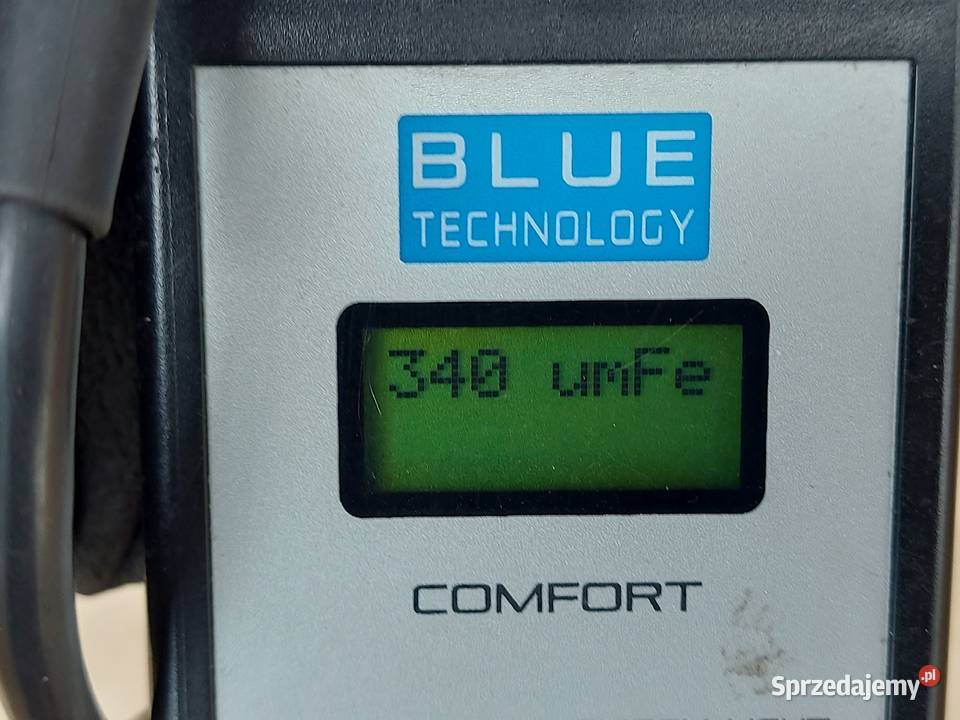 BLUE
TECHNOLOGY
340 umFe
COMFORT
Sprzedajemy.pl